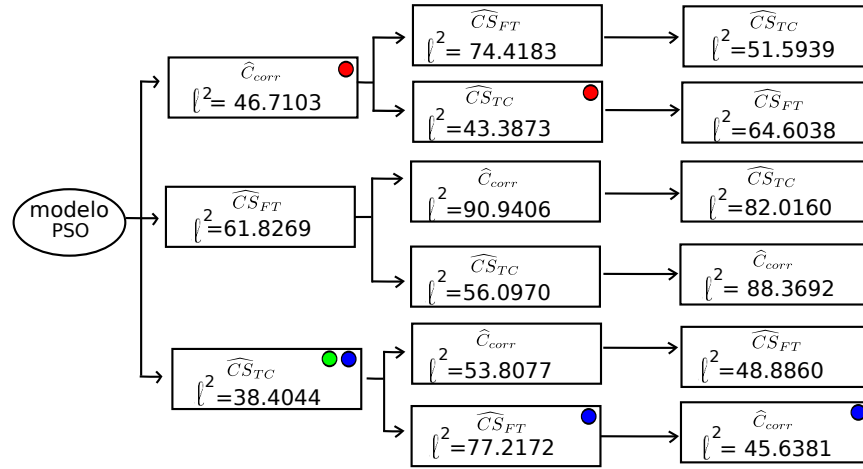 modelo
PSO
Ĉ_corr
ℓ²= 46.7103
ĈS_FT
ℓ²=61.8269
ĈS_TC
ℓ²=38.4044
ĈS_FT
ℓ²= 74.4183
ĈS_TC
ℓ²=43.3873
Ĉ_corr
ℓ²=90.9406
ĈS_TC
ℓ²=56.0970
Ĉ_corr
ℓ²=53.8077
ĈS_FT
ℓ²=77.2172
ĈS_TC
ℓ²=51.5939
ĈS_FT
ℓ²= 64.6038
ĈS_TC
ℓ²=82.0160
Ĉ_corr
ℓ²= 88.3692
ĈS_FT
ℓ²=48.8860
Ĉ_corr
ℓ²= 45.6381